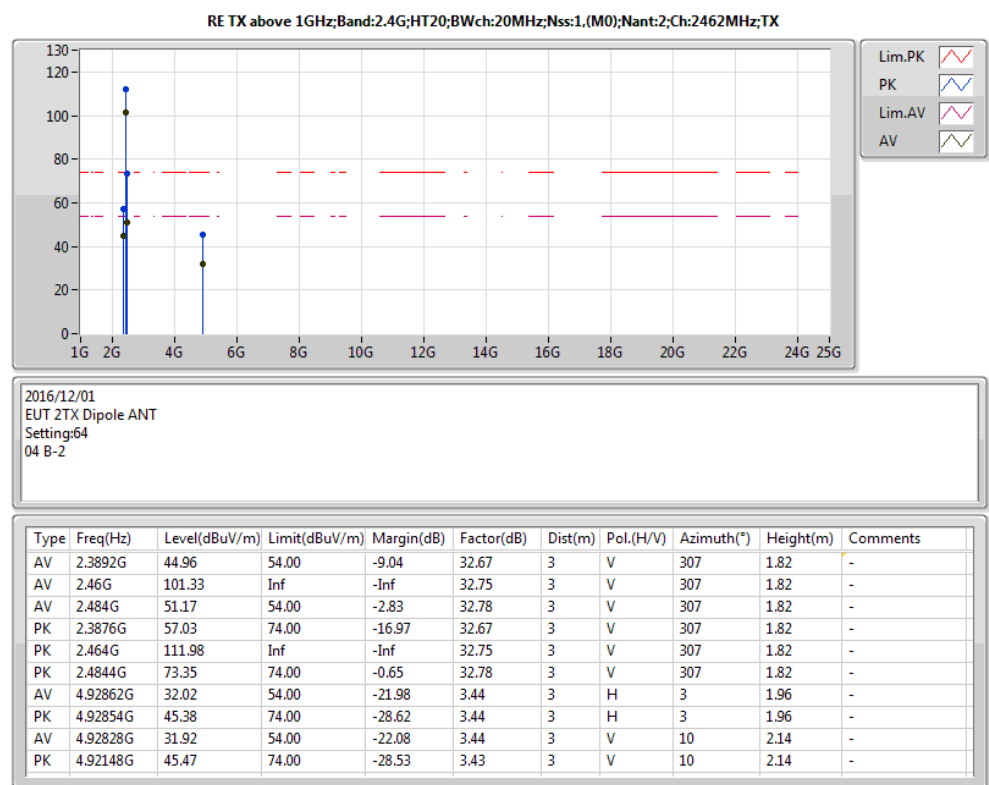 RE TX above 1GHz;Band:2.4G;HT20;BWch:20MHz;Nss:1,(M0);Nant:2;Ch:2462MHz;TX
130
120
100
80
60
40
20
0
1G 2G 4G 6G 8G 10G 12G 14G 16G 18G 20G 22G 24G 25G
Lim.PK
PK
Lim.AV
AV
2016/12/01
EUT 2TX Dipole ANT
Setting:64
04 B-2
Type Freq(Hz) Level(dBuV/m) Limit(dBuV/m) Margin(dB) Factor(dB) Dist(m) Pol.(H/V) Azimuth(°) Height(m) Comments
AV 2.3892G 44.96 54.00 -9.04 32.67 3 V 307 1.82 -
AV 2.46G 101.33 Inf -Inf 32.75 3 V 307 1.82 -
AV 2.484G 51.17 54.00 -2.83 32.78 3 V 307 1.82 -
PK 2.3876G 57.03 74.00 -16.97 32.67 3 V 307 1.82 -
PK 2.464G 111.98 Inf -Inf 32.75 3 V 307 1.82 -
PK 2.4844G 73.35 74.00 -0.65 32.78 3 V 307 1.82 -
AV 4.92862G 32.02 54.00 -21.98 3.44 3 H 3 1.96 -
PK 4.92854G 45.38 74.00 -28.62 3.44 3 H 3 1.96 -
AV 4.92828G 31.92 54.00 -22.08 3.44 3 V 10 2.14 -
PK 4.92148G 45.47 74.00 -28.53 3.43 3 V 10 2.14 -